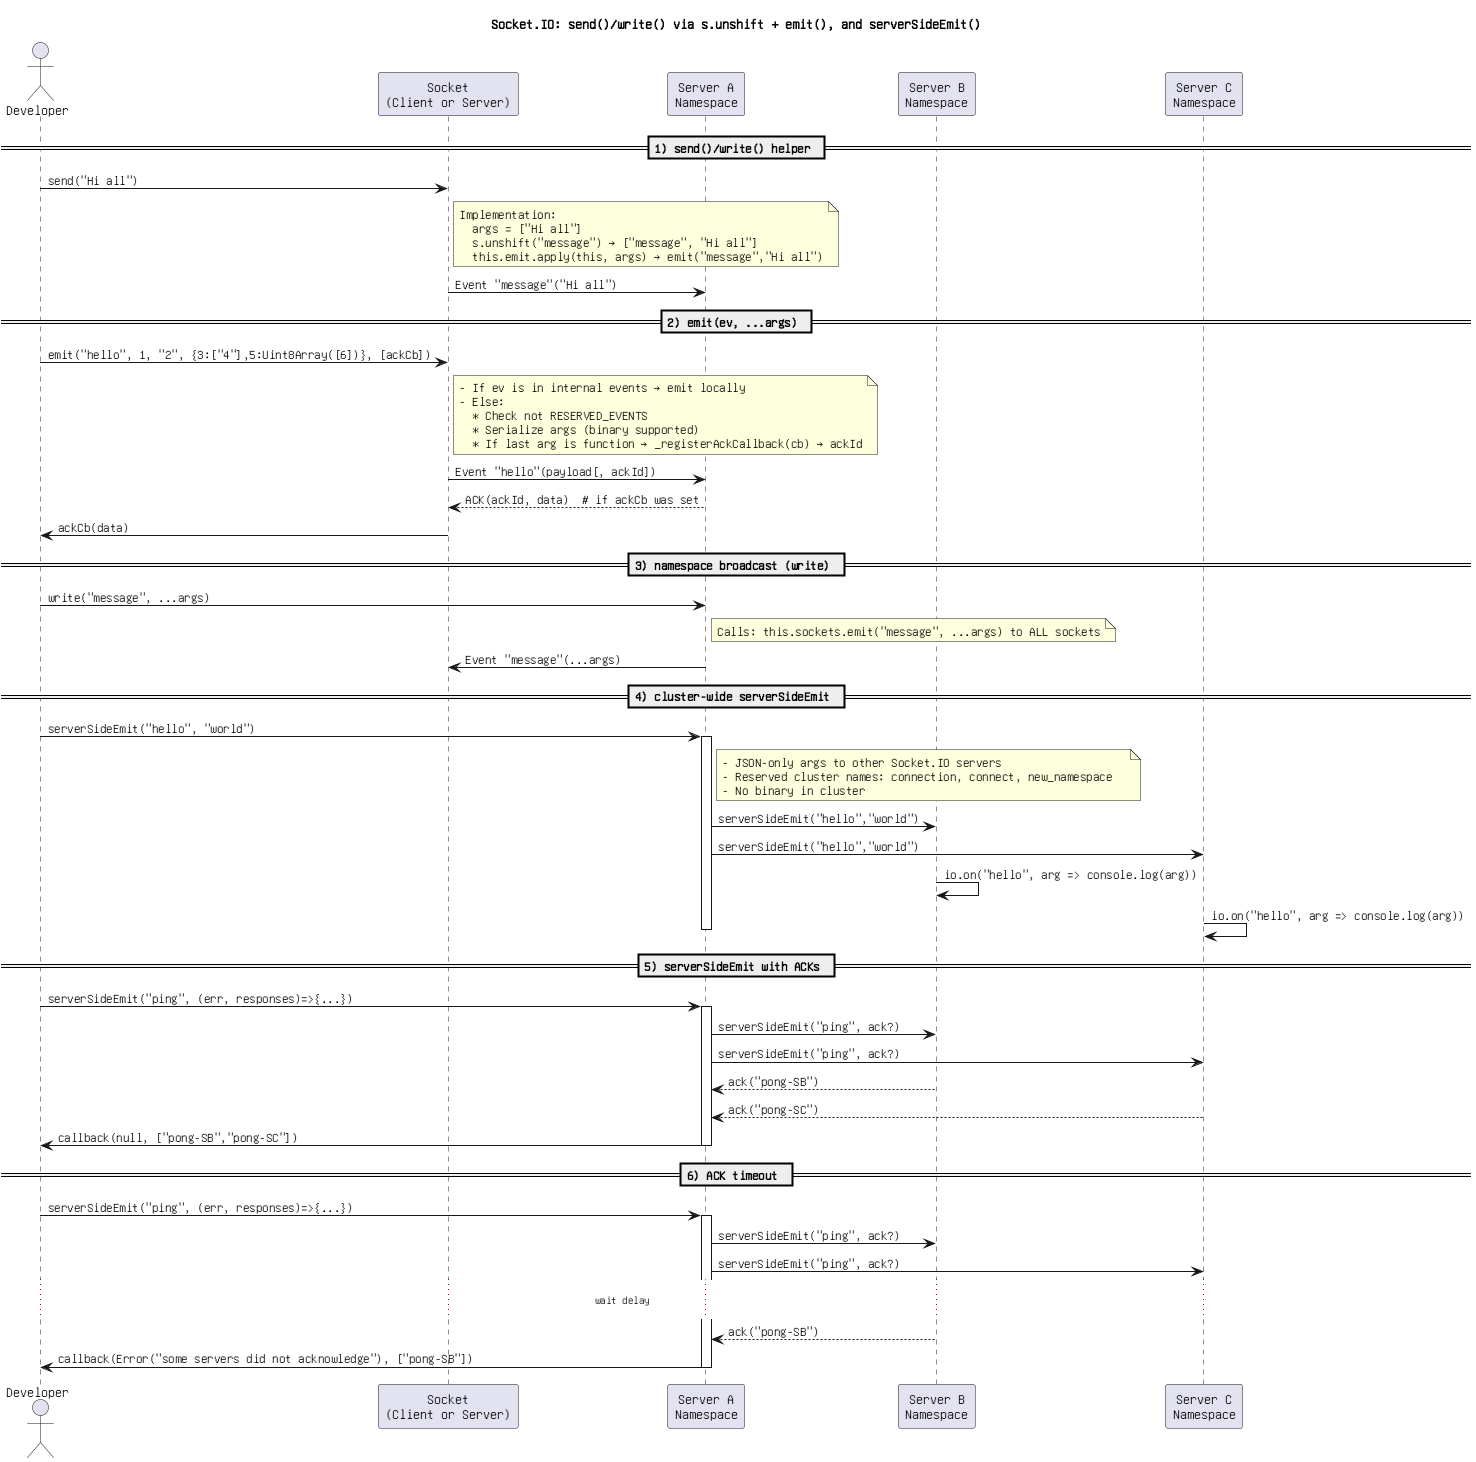 Socket.IO: send()/write() via s.unshift + emit(), and serverSideEmit()
Developer
Socket
(Client or Server)
Server A
Namespace
Server B
Namespace
Server C
Namespace
1) send()/write() helper
send("Hi all")
Implementation:
args = ["Hi all"]
s.unshift("message") → ["message", "Hi all"]
this.emit.apply(this, args) → emit("message","Hi all")
Event "message"("Hi all")
2) emit(ev, ...args)
emit("hello", 1, "2", {3:["4"],5:Uint8Array([6])}, [ackCb])
- If ev is in internal events → emit locally
- Else:
* Check not RESERVED_EVENTS
* Serialize args (binary supported)
* If last arg is function → _registerAckCallback(cb) → ackId
Event "hello"(payload[, ackId])
ACK(ackId, data)  # if ackCb was set
ackCb(data)
3) namespace broadcast (write)
write("message", ...args)
Calls: this.sockets.emit("message", ...args) to ALL sockets
Event "message"(...args)
4) cluster-wide serverSideEmit
serverSideEmit("hello", "world")
- JSON-only args to other Socket.IO servers
- Reserved cluster names: connection, connect, new_namespace
- No binary in cluster
serverSideEmit("hello","world")
serverSideEmit("hello","world")
io.on("hello", arg => console.log(arg))
io.on("hello", arg => console.log(arg))
5) serverSideEmit with ACKs
serverSideEmit("ping", (err, responses)=>{...})
serverSideEmit("ping", ack?)
serverSideEmit("ping", ack?)
ack("pong-SB")
ack("pong-SC")
callback(null, ["pong-SB","pong-SC"])
6) ACK timeout
serverSideEmit("ping", (err, responses)=>{...})
serverSideEmit("ping", ack?)
serverSideEmit("ping", ack?)
wait delay
ack("pong-SB")
callback(Error("some servers did not acknowledge"), ["pong-SB"])
Developer
Socket
(Client or Server)
Server A
Namespace
Server B
Namespace
Server C
Namespace